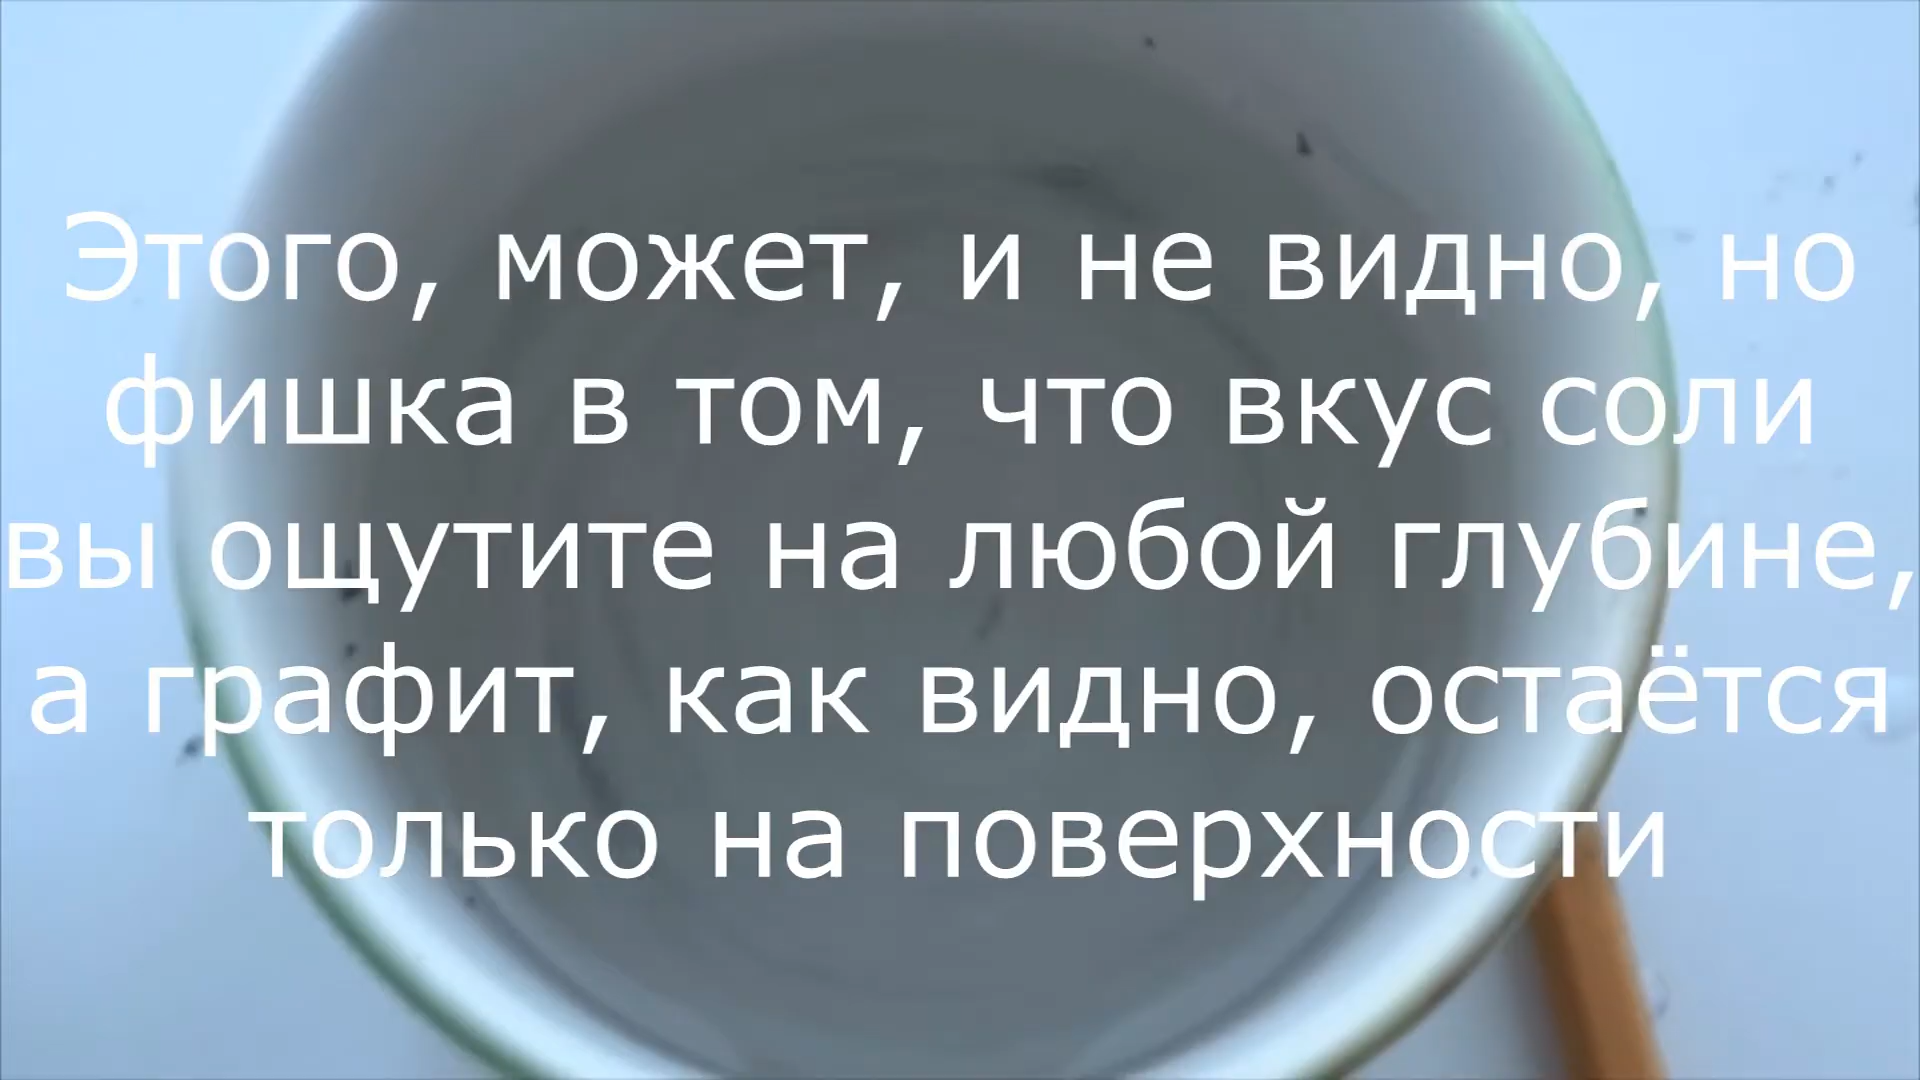 Этого, может, и не видно, но
фишка в том, что вкус соли
вы ощутите на любой глубине,
а графит, как видно, остаётся
только на поверхности